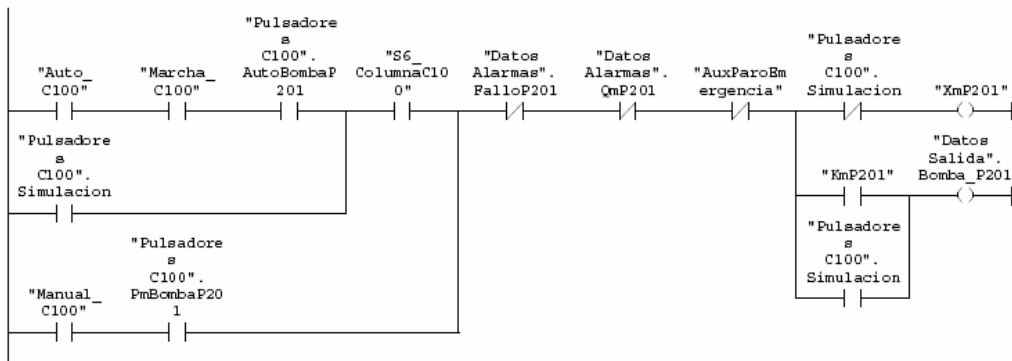 "Pulsadore
s
C100".
AutoBombaP
201
"Pulsadore
s
C100".
Simulacion
"Auto_
C100"
"Marcha_
C100"
"S6_
ColumnaC10
0"
"Datos
Alarmas".
FalloP201
"Datos
Alarmas".
QmP201
"AuxParoEm
ergencia"
"XmP201"
"Pulsadore
s
C100".
Simulacion
"KmP201"
"Datos
Salida".
Bomba_P201
"Pulsadore
s
C100".
Simulacion
"Manual_
C100"
"Pulsadore
s
C100".
PmBombaP20
1